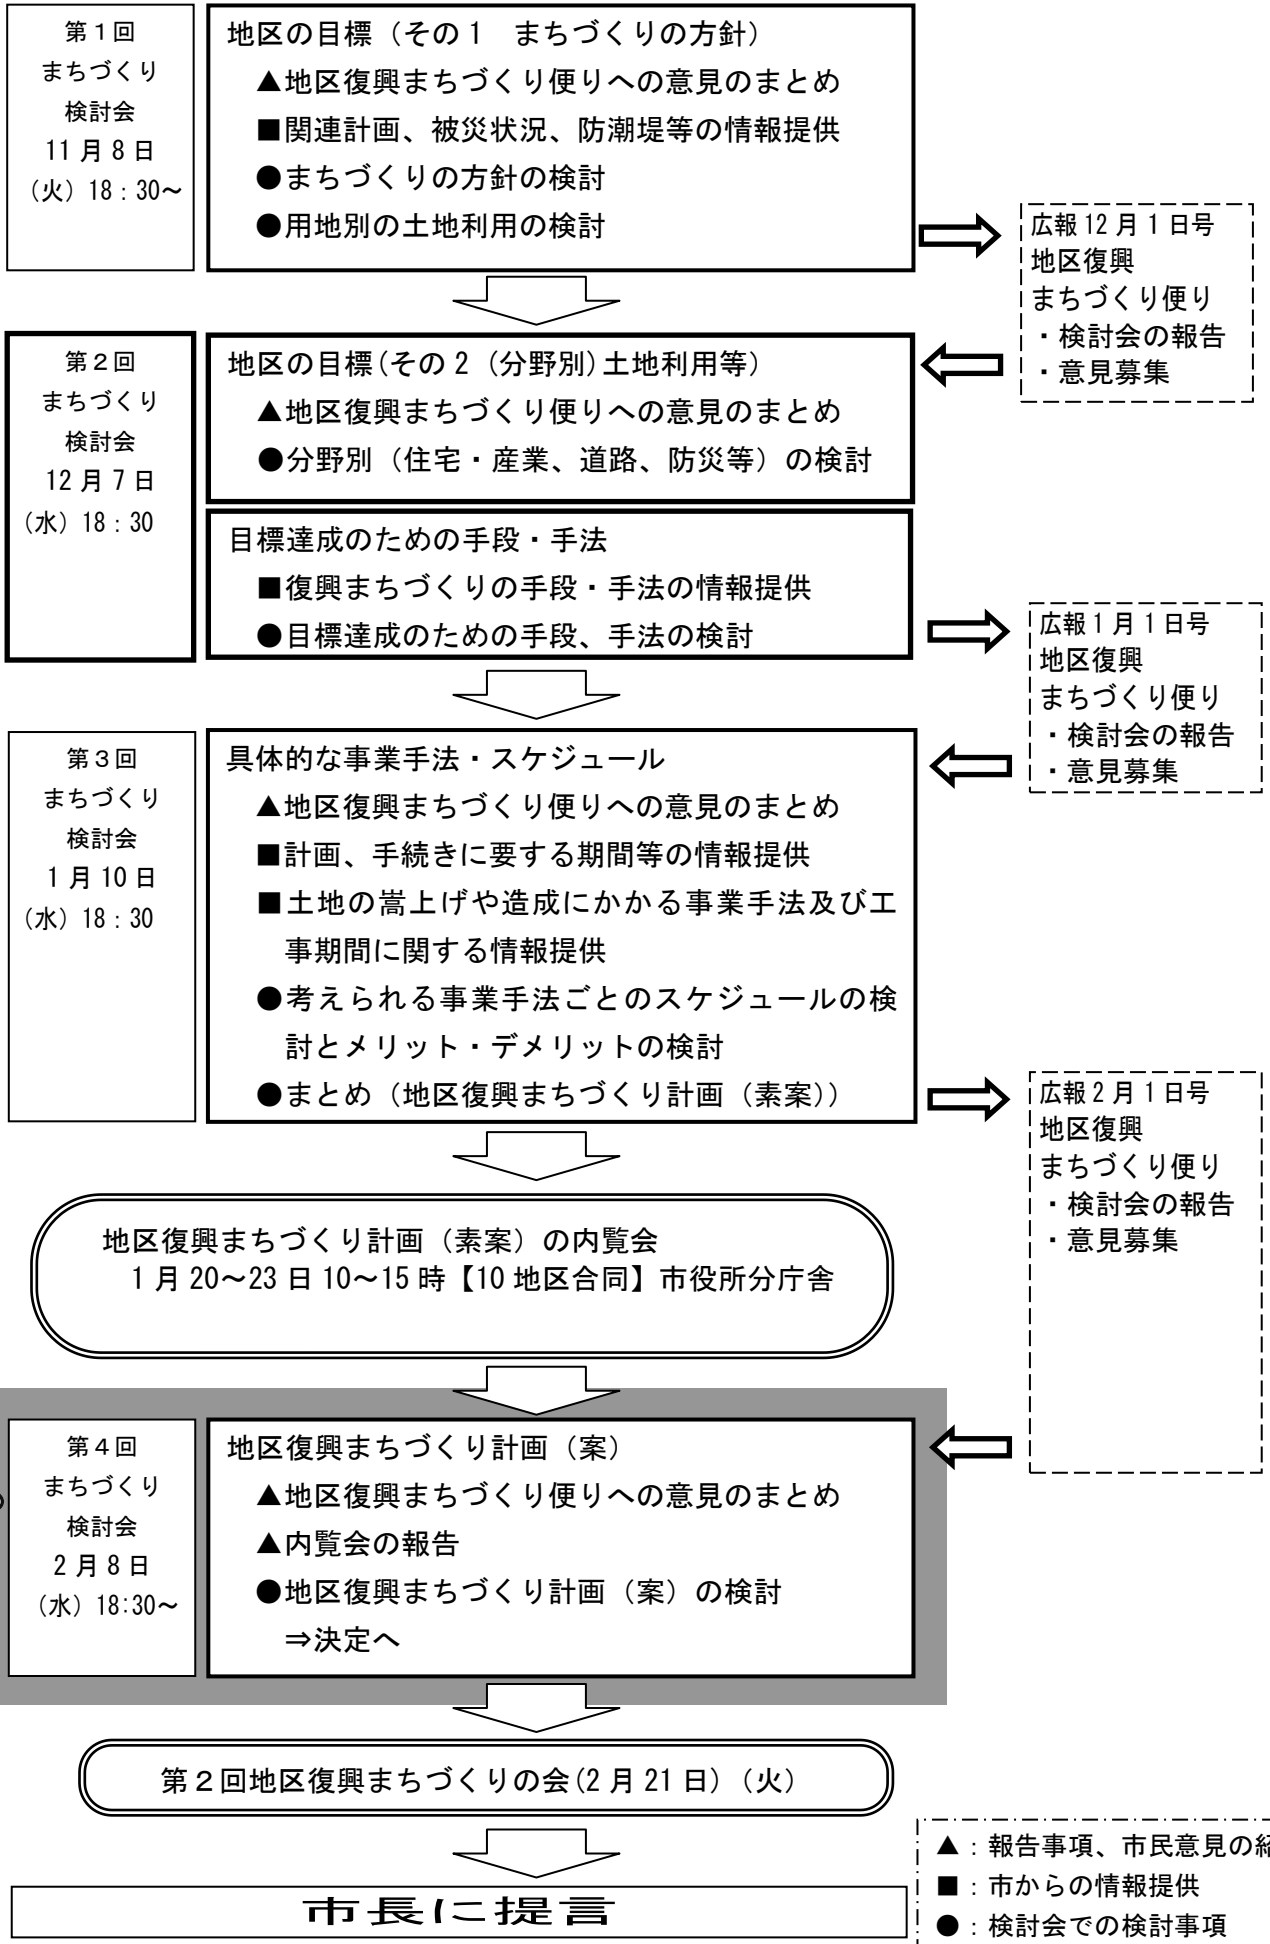 第１回
まちづくり
検討会
11月8日
（火）18：30～
地区の目標（その１　まちづくりの方針）
▲地区復興まちづくり便りへの意見のまとめ
■関連計画、被災状況、防潮堤等の情報提供
●まちづくりの方針の検討
●用地別の土地利用の検討
広報12月1日号
地区復興
まちづくり便り
・検討会の報告
・意見募集
第２回
まちづくり
検討会
12月7日
（水）18：30
地区の目標(その２（分野別)土地利用等）
▲地区復興まちづくり便りへの意見のまとめ
●分野別（住宅・産業、道路、防災等）の検討
目標達成のための手段・手法
■復興まちづくりの手段・手法の情報提供
●目標達成のための手段、手法の検討
広報1月1日号
地区復興
まちづくり便り
・検討会の報告
・意見募集
第３回
まちづくり
検討会
1月10日
（水）18：30
具体的な事業手法・スケジュール
▲地区復興まちづくり便りへの意見のまとめ
■計画、手続きに要する期間等の情報提供
■土地の嵩上げや造成にかかる事業手法及び工
事期間に関する情報提供
●考えられる事業手法ごとのスケジュールの検
討とメリット・デメリットの検討
●まとめ（地区復興まちづくり計画（素案））
広報2月1日号
地区復興
まちづくり便り
・検討会の報告
・意見募集
地区復興まちづくり計画（素案）の内覧会
1月20～23日10～15時【10地区合同】市役所分庁舎
第４回
まちづくり
検討会
2月8日
（水）18:30～
地区復興まちづくり計画（案）
▲地区復興まちづくり便りへの意見のまとめ
▲内覧会の報告
●地区復興まちづくり計画（案）の検討
⇒決定へ
第２回地区復興まちづくりの会(2月21日)（火）
市長に提言
▲：報告事項、市民意見の
■：市からの情報提供
●：検討会での検討事項